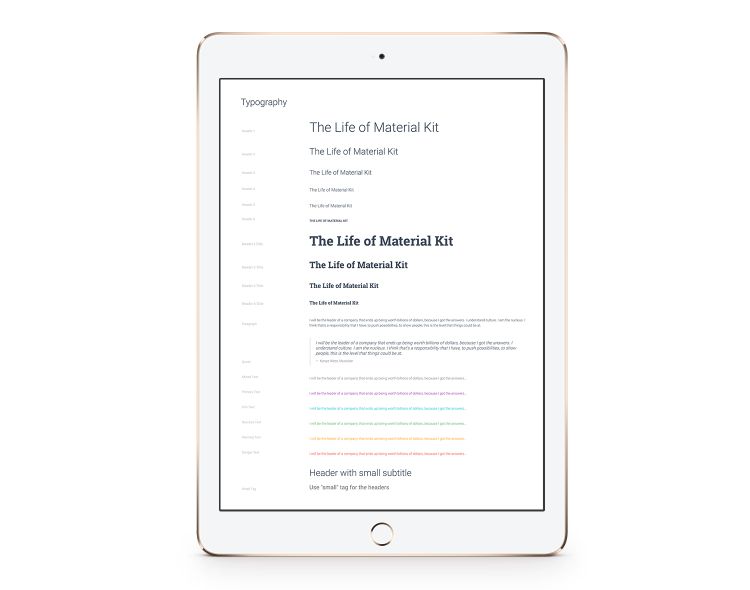 Typography
Header 1 The Life of Material Kit
Header 2 The Life of Material Kit
Header 3 The Life of Material Kit
Header 4 The Life of Material Kit
Header 5 The Life of Material Kit
Header 6 THE LIFE OF MATERIAL KIT
Header 1 Title The Life of Material Kit
Header 2 Title The Life of Material Kit
Header 3 Title The Life of Material Kit
Header 4 Title The Life of Material Kit
Paragraph I will be the leader of a company that ends up being worth billions of dollars, because I got the answers. I understand culture. I am the nucleus. I
think that's a responsibility that I have, to push possibilities, to show people, this is the level that things could be at.
I will be the leader of a company that ends up being worth billions of dollars, because I got the answers. I
understand culture. I am the nucleus. I think that's a responsibility that I have, to push possibilities, to show
people, this is the level that things could be at.
Quote — Kanye West, Musician
Muted Text I will be the leader of a company that ends up being worth billions of dollars, because I got the answers...
Primary Text I will be the leader of a company that ends up being worth billions of dollars, because I got the answers...
Info Text I will be the leader of a company that ends up being worth billions of dollars, because I got the answers...
Success Text I will be the leader of a company that ends up being worth billions of dollars, because I got the answers...
Warning Text I will be the leader of a company that ends up being worth billions of dollars, because I got the answers...
Danger Text I will be the leader of a company that ends up being worth billions of dollars, because I got the answers...
Header with small subtitle
Small Tag Use "small" tag for the headers